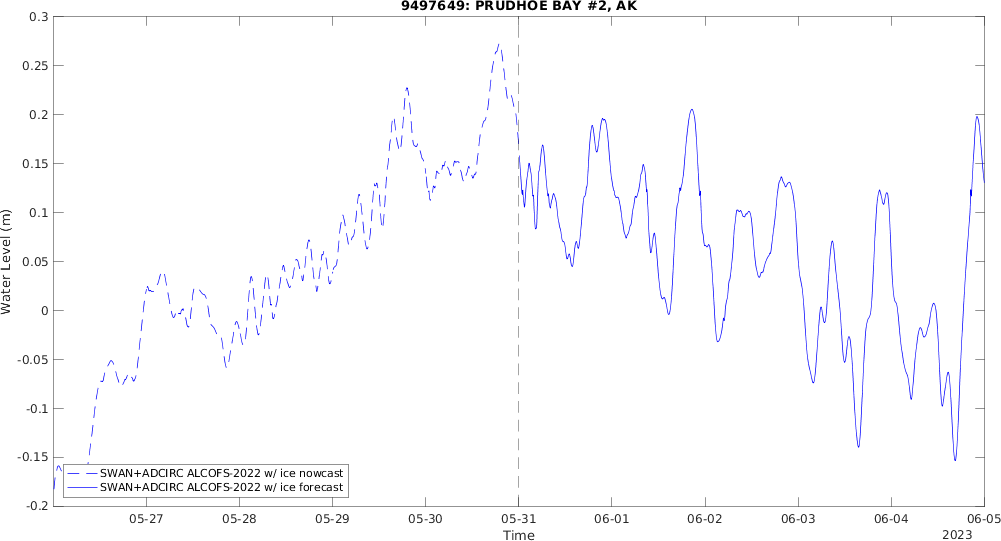 9497649: PRUDHOE BAY #2, AK
0.3
0.25
0.2
0.15
0.1
0.05
0
-0.05
-0.1
-0.15
-0.2
Water Level (m)
SWAN+ADCIRC ALCOFS-2022 w/ ice nowcast
SWAN+ADCIRC ALCOFS-2022 w/ ice forecast
05-27 05-28 05-29 05-30 05-31 06-01 06-02 06-03 06-04 06-05
Time
2023